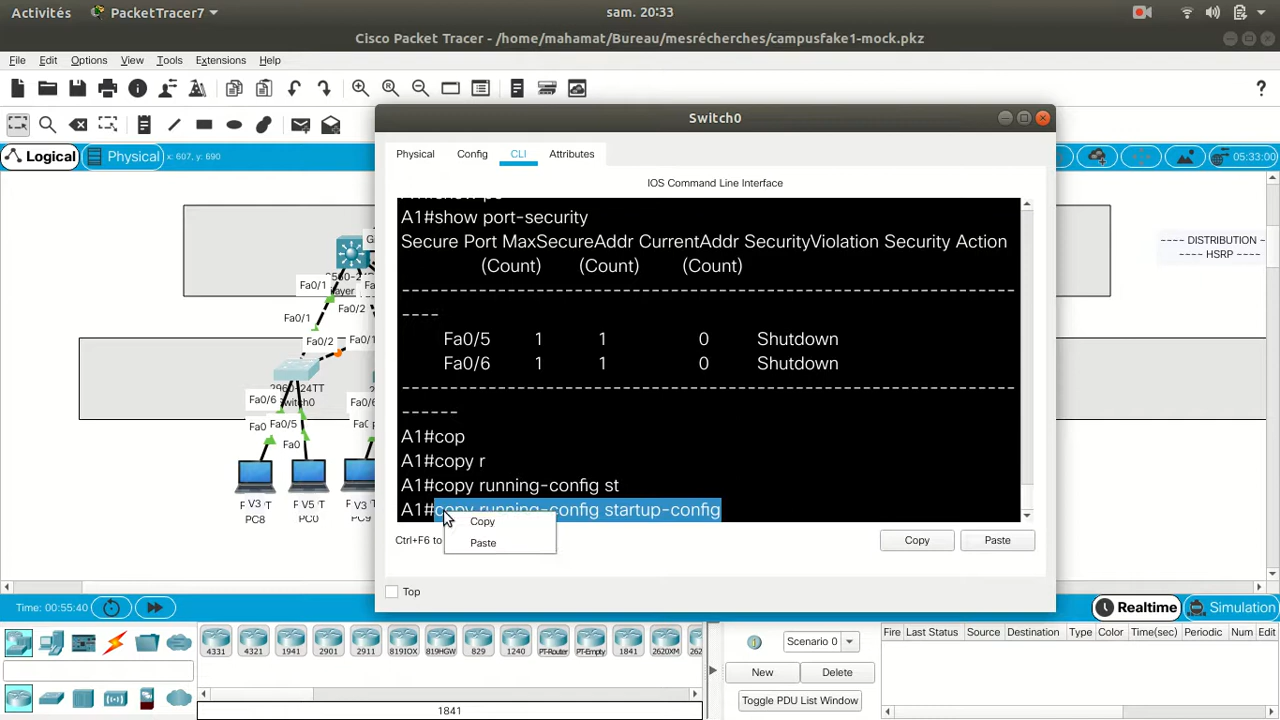 Activités
PacketTracer7
sam. 20:33
Cisco Packet Tracer - /home/mahamat/Bureau/mesrécherches/campusfake1-mock.pkz
File Edit Options View Tools Extensions Help
Logical
Physical
x: 607, y: 690
05:33:00
Switch0
Physical Config CLI Attributes
IOS Command Line Interface
A1#show port-security
Secure Port MaxSecureAddr CurrentAddr SecurityViolation Security Action
(Count) (Count) (Count)
--------------------------------------------------------------------
----
Fa0/5 1 1 0 Shutdown
Fa0/6 1 1 0 Shutdown
--------------------------------------------------------------------
------
A1#cop
A1#copy r
A1#copy running-config st
A1#copy running-config startup-config
Copy
Paste
Ctrl+F6 to
Copy
Paste
Top
---- DISTRIBUTION ----
---- HSRP ----
Fa0/1
Fa0/2
Fa0/1
Fa0/2
2960-24TT
Switch0
Fa0/6
Fa0/5
Fa0
Fa0
PC8
PC0
Time: 00:55:40
Realtime
Simulation
4331 4321 1941 2901 2911 819IOX 819HGW 829 1240 PT-Router PT-Empty 1841 2620XM
1841
Scenario 0
New
Delete
Toggle PDU List Window
Fire Last Status Source Destination Type Color Time(sec) Periodic Num Edit